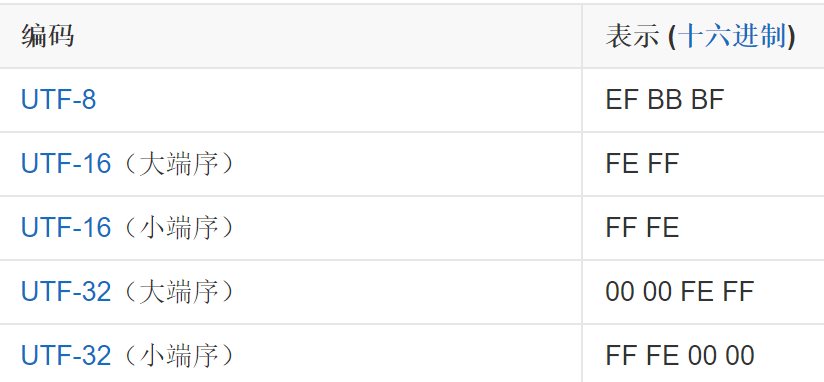 编码 表示 (十六进制)
UTF-8 EF BB BF
UTF-16（大端序） FE FF
UTF-16（小端序） FF FE
UTF-32（大端序） 00 00 FE FF
UTF-32（小端序） FF FE 00 00